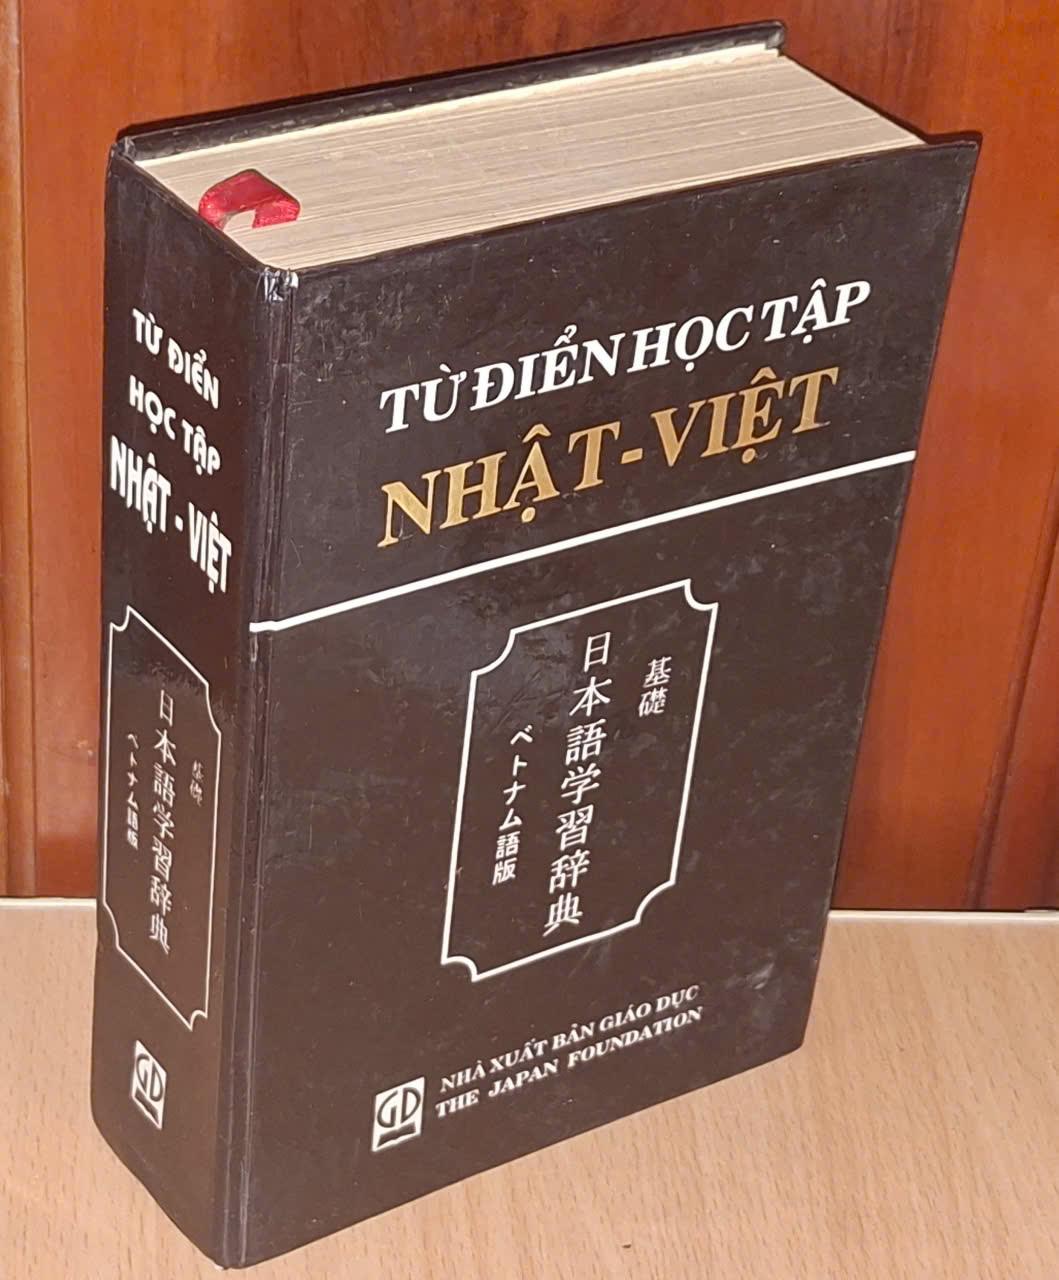 TỪ ĐIỂN
HỌC TẬP
NHẬT - VIỆT
基礎
日本語学習辞典
ベトナム語版
GD
TỪ ĐIỂN HỌC TẬP
NHẬT-VIỆT
基礎
日本語学習辞典
ベトナム語版
GD
NHÀ XUẤT BẢN GIÁO DỤC
THE JAPAN FOUNDATION